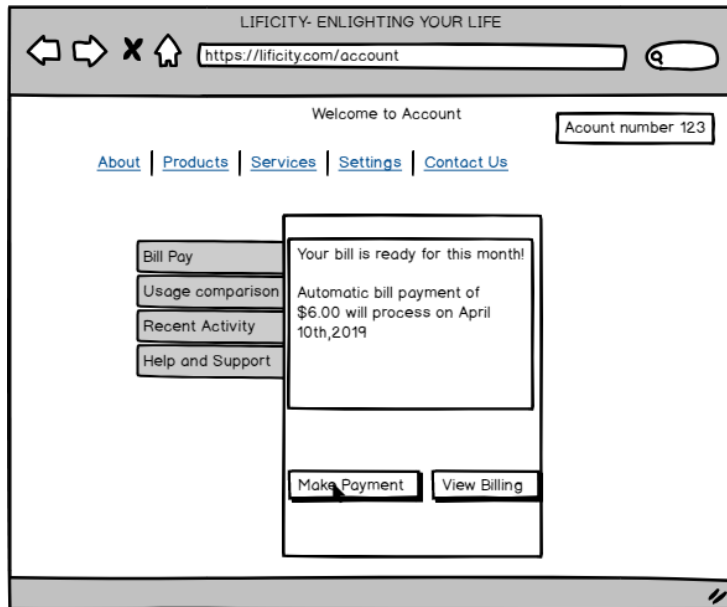 LIFICITY- ENLIGHTING YOUR LIFE
https://lificity.com/account
Welcome to Account
Acount number 123
About | Products | Services | Settings | Contact Us
Bill Pay
Usage comparison
Recent Activity
Help and Support
Your bill is ready for this month!
Automatic bill payment of
$6.00 will process on April
10th,2019
Make Payment
View Billing